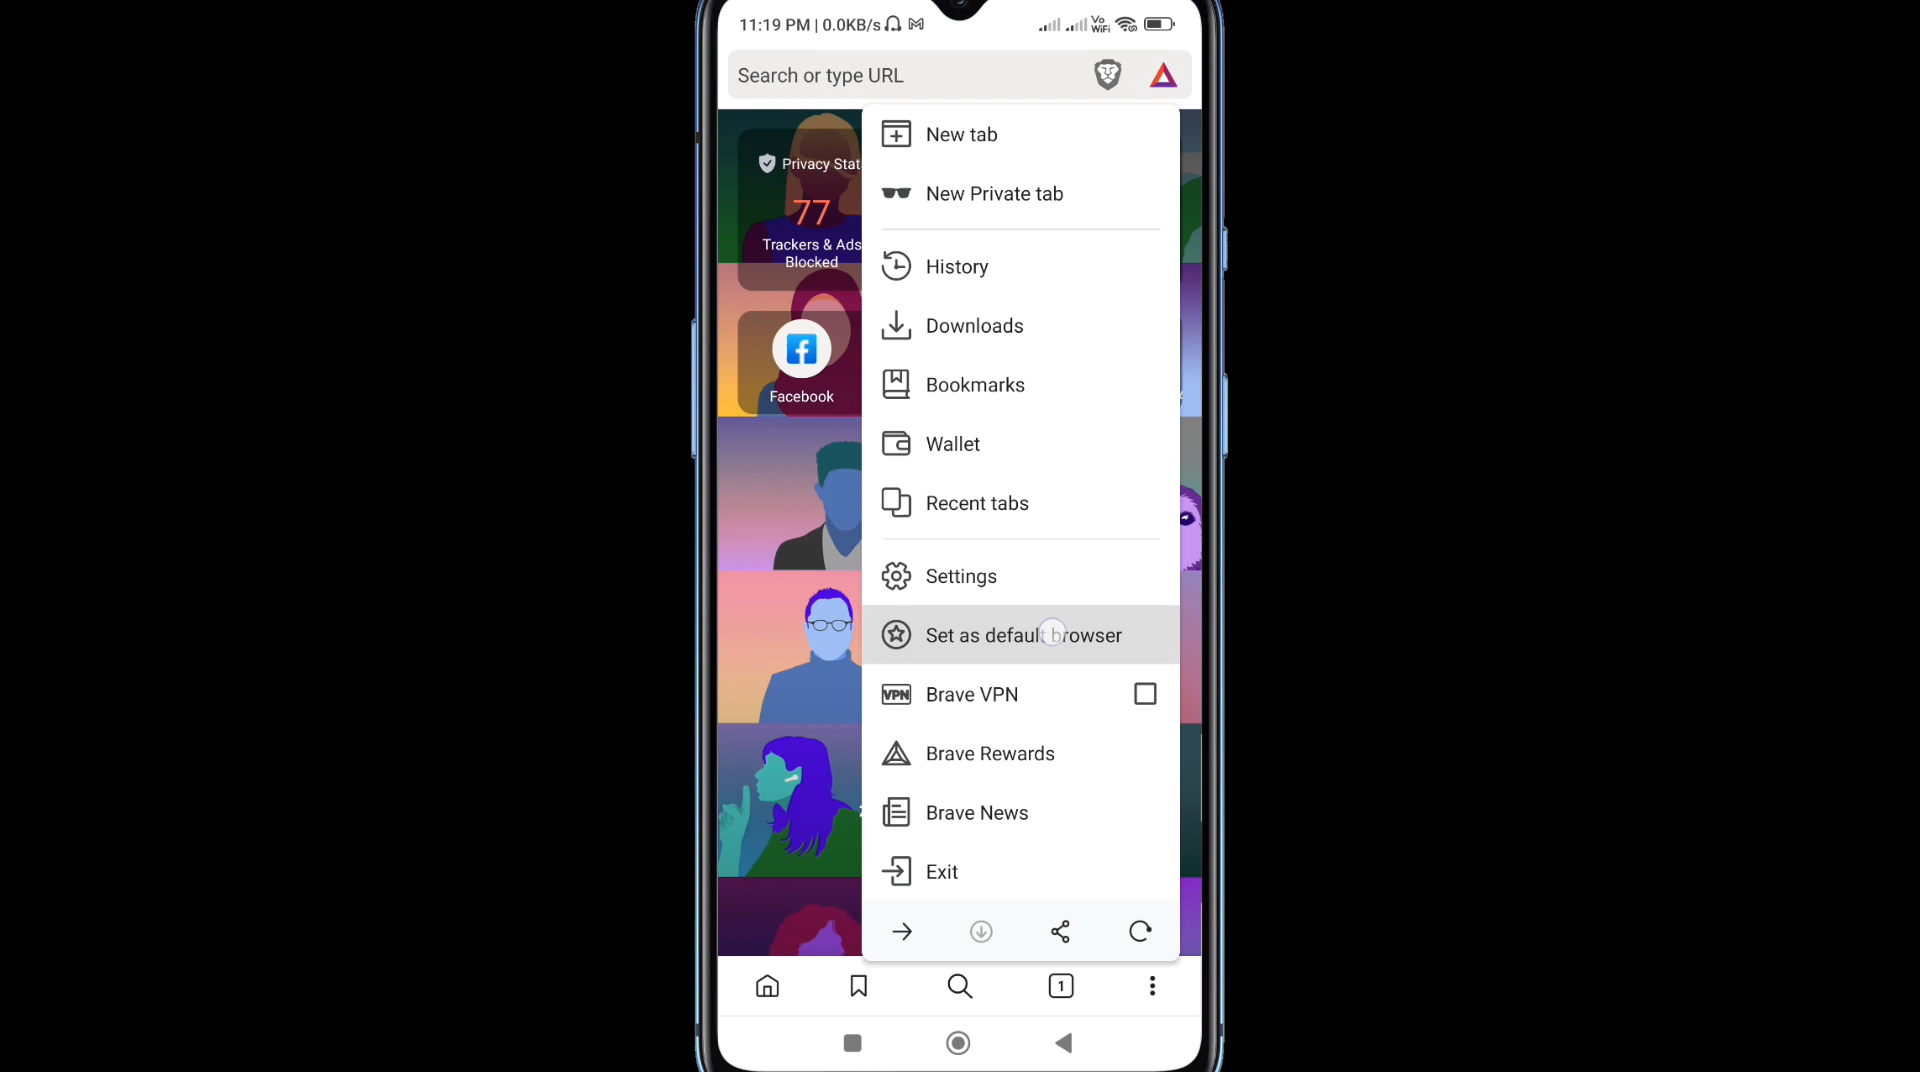 11:19 PM | 0.0KB/s
Vo
WiFi
Search or type URL
New tab
Privacy Stat
New Private tab
77
Trackers & Ads
Blocked
History
Downloads
Facebook
Bookmarks
Wallet
Recent tabs
Settings
Set as default browser
VPN Brave VPN
Brave Rewards
Brave News
Exit
1